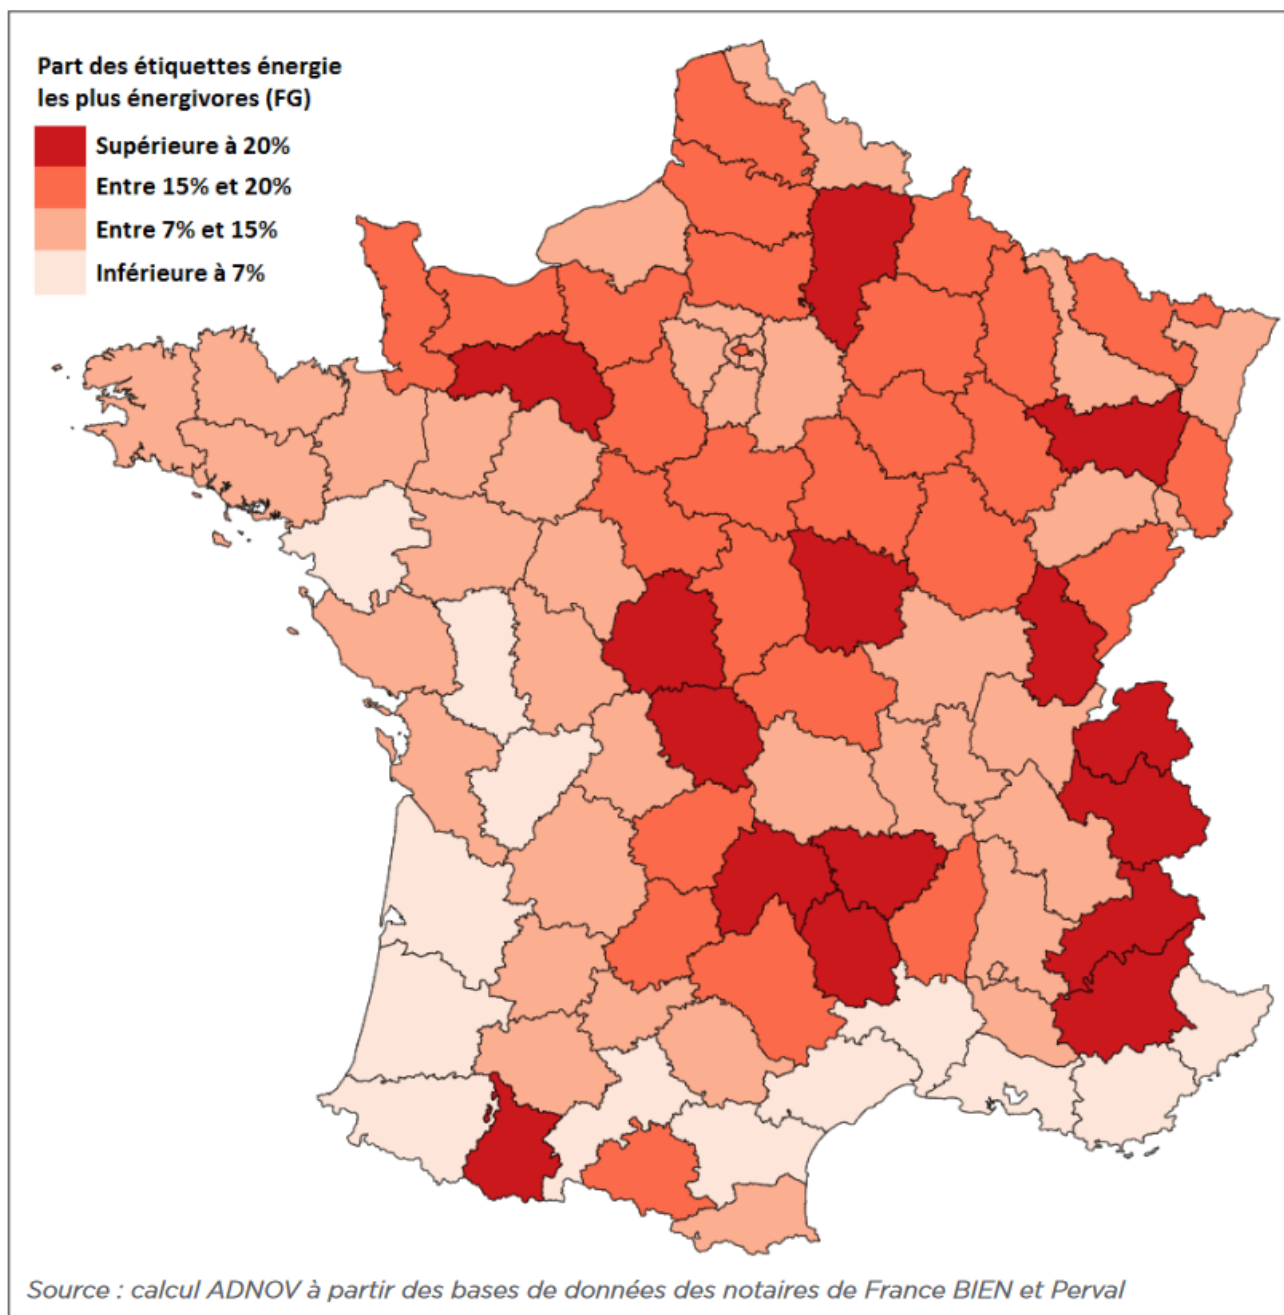 Part des étiquettes énergie
les plus énergivores (FG)
Supérieure à 20%
Entre 15% et 20%
Entre 7% et 15%
Inférieure à 7%
Source : calcul ADNOV à partir des bases de données des notaires de France BIEN et Perval